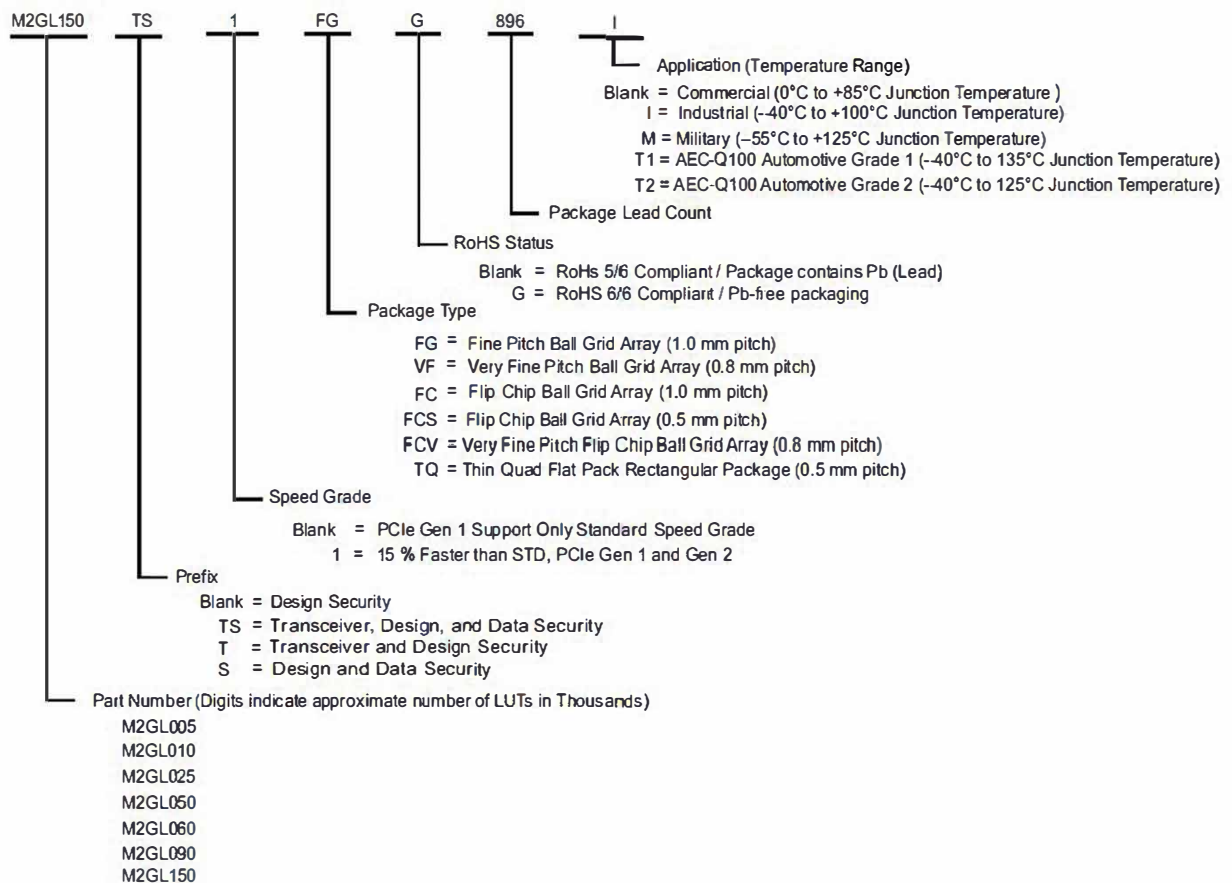 M2GL150 TS 1 FG G 896 I
Application (Temperature Range)
Blank = Commercial (0°C to +85°C Junction Temperature )
I = Industrial (–40°C to +100°C Junction Temperature)
M = Military (–55°C to +125°C Junction Temperature)
T1 = AEC-Q100 Automotive Grade 1 (–40°C to 135°C Junction Temperature)
T2 = AEC-Q100 Automotive Grade 2 (–40°C to 125°C Junction Temperature)
Package Lead Count
RoHS Status
Blank = RoHs 5/6 Compliant / Package contains Pb (Lead)
G = RoHS 6/6 Compliant / Pb-free packaging
Package Type
FG = Fine Pitch Ball Grid Array (1.0 mm pitch)
VF = Very Fine Pitch Ball Grid Array (0.8 mm pitch)
FC = Flip Chip Ball Grid Array (1.0 mm pitch)
FCS = Flip Chip Ball Grid Array (0.5 mm pitch)
FCV = Very Fine Pitch Flip Chip Ball Grid Array (0.8 mm pitch)
TQ = Thin Quad Flat Pack Rectangular Package (0.5 mm pitch)
Speed Grade
Blank = PCIe Gen 1 Support Only Standard Speed Grade
1 = 15 % Faster than STD, PCIe Gen 1 and Gen 2
Prefix
Blank = Design Security
TS = Transceiver, Design, and Data Security
T = Transceiver and Design Security
S = Design and Data Security
Part Number (Digits indicate approximate number of LUTs in Thousands)
M2GL005
M2GL010
M2GL025
M2GL050
M2GL060
M2GL090
M2GL150